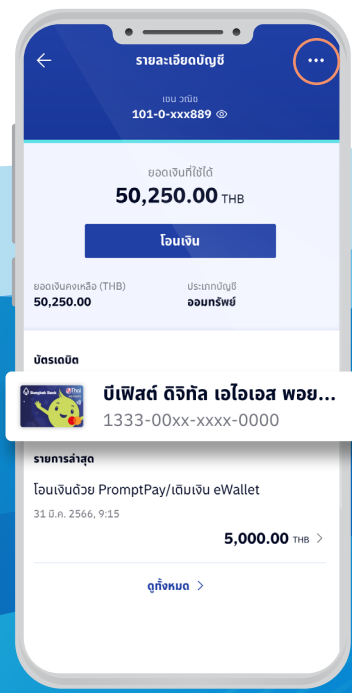 รายละเอียดบัญชี
เชน วณิช
101-0-xxx889
ยอดเงินที่ใช้ได้
50,250.00 THB
โอนเงิน
ยอดเงินคงเหลือ (THB) ประเภทบัญชี
50,250.00 ออมทรัพย์
บัตรเดบิต
Bangkok Bank
บีเฟิสต์ ดิจิทัล เอไอเอส พอย...
1333-00xx-xxxx-0000
รายการล่าสุด
โอนเงินด้วย PromptPay/เติมเงิน eWallet
31 มี.ค. 2566, 9:15
5,000.00 THB
ดูทั้งหมด